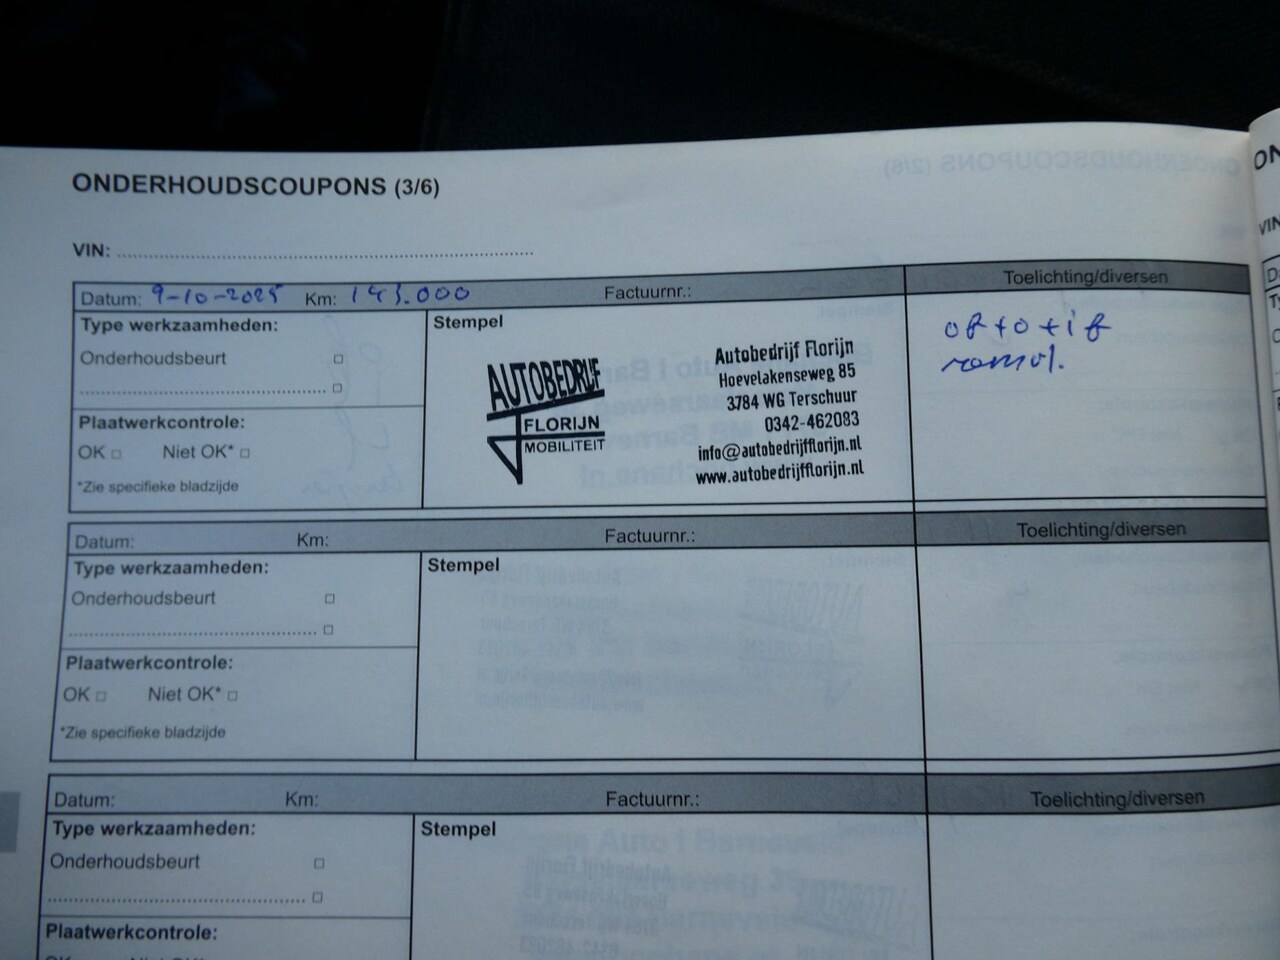 ONDERHOUDSCOUPONS (3/6)
VIN:
Datum: 9-10-2025 Km: 143.000 Factuurnr.: Toelichting/diversen
Type werkzaamheden:
Onderhoudsbeurt
Plaatwerkcontrole:
OK Niet OK*
*Zie specifieke bladzijde
Stempel
AUTOBEDRIJF
FLORIJN
MOBILITEIT
Autobedrijf Florijn
Hoevelakenseweg 85
3784 WG Terschuur
0342-462083
info@autobedrijfflorijn.nl
www.autobedrijfflorijn.nl
Datum: Km: Factuurnr.: Toelichting/diversen
Type werkzaamheden:
Onderhoudsbeurt
Plaatwerkcontrole:
OK Niet OK*
*Zie specifieke bladzijde
Stempel
Datum: Km: Factuurnr.: Toelichting/diversen
Type werkzaamheden:
Onderhoudsbeurt
Plaatwerkcontrole:
Stempel
ON
VIN